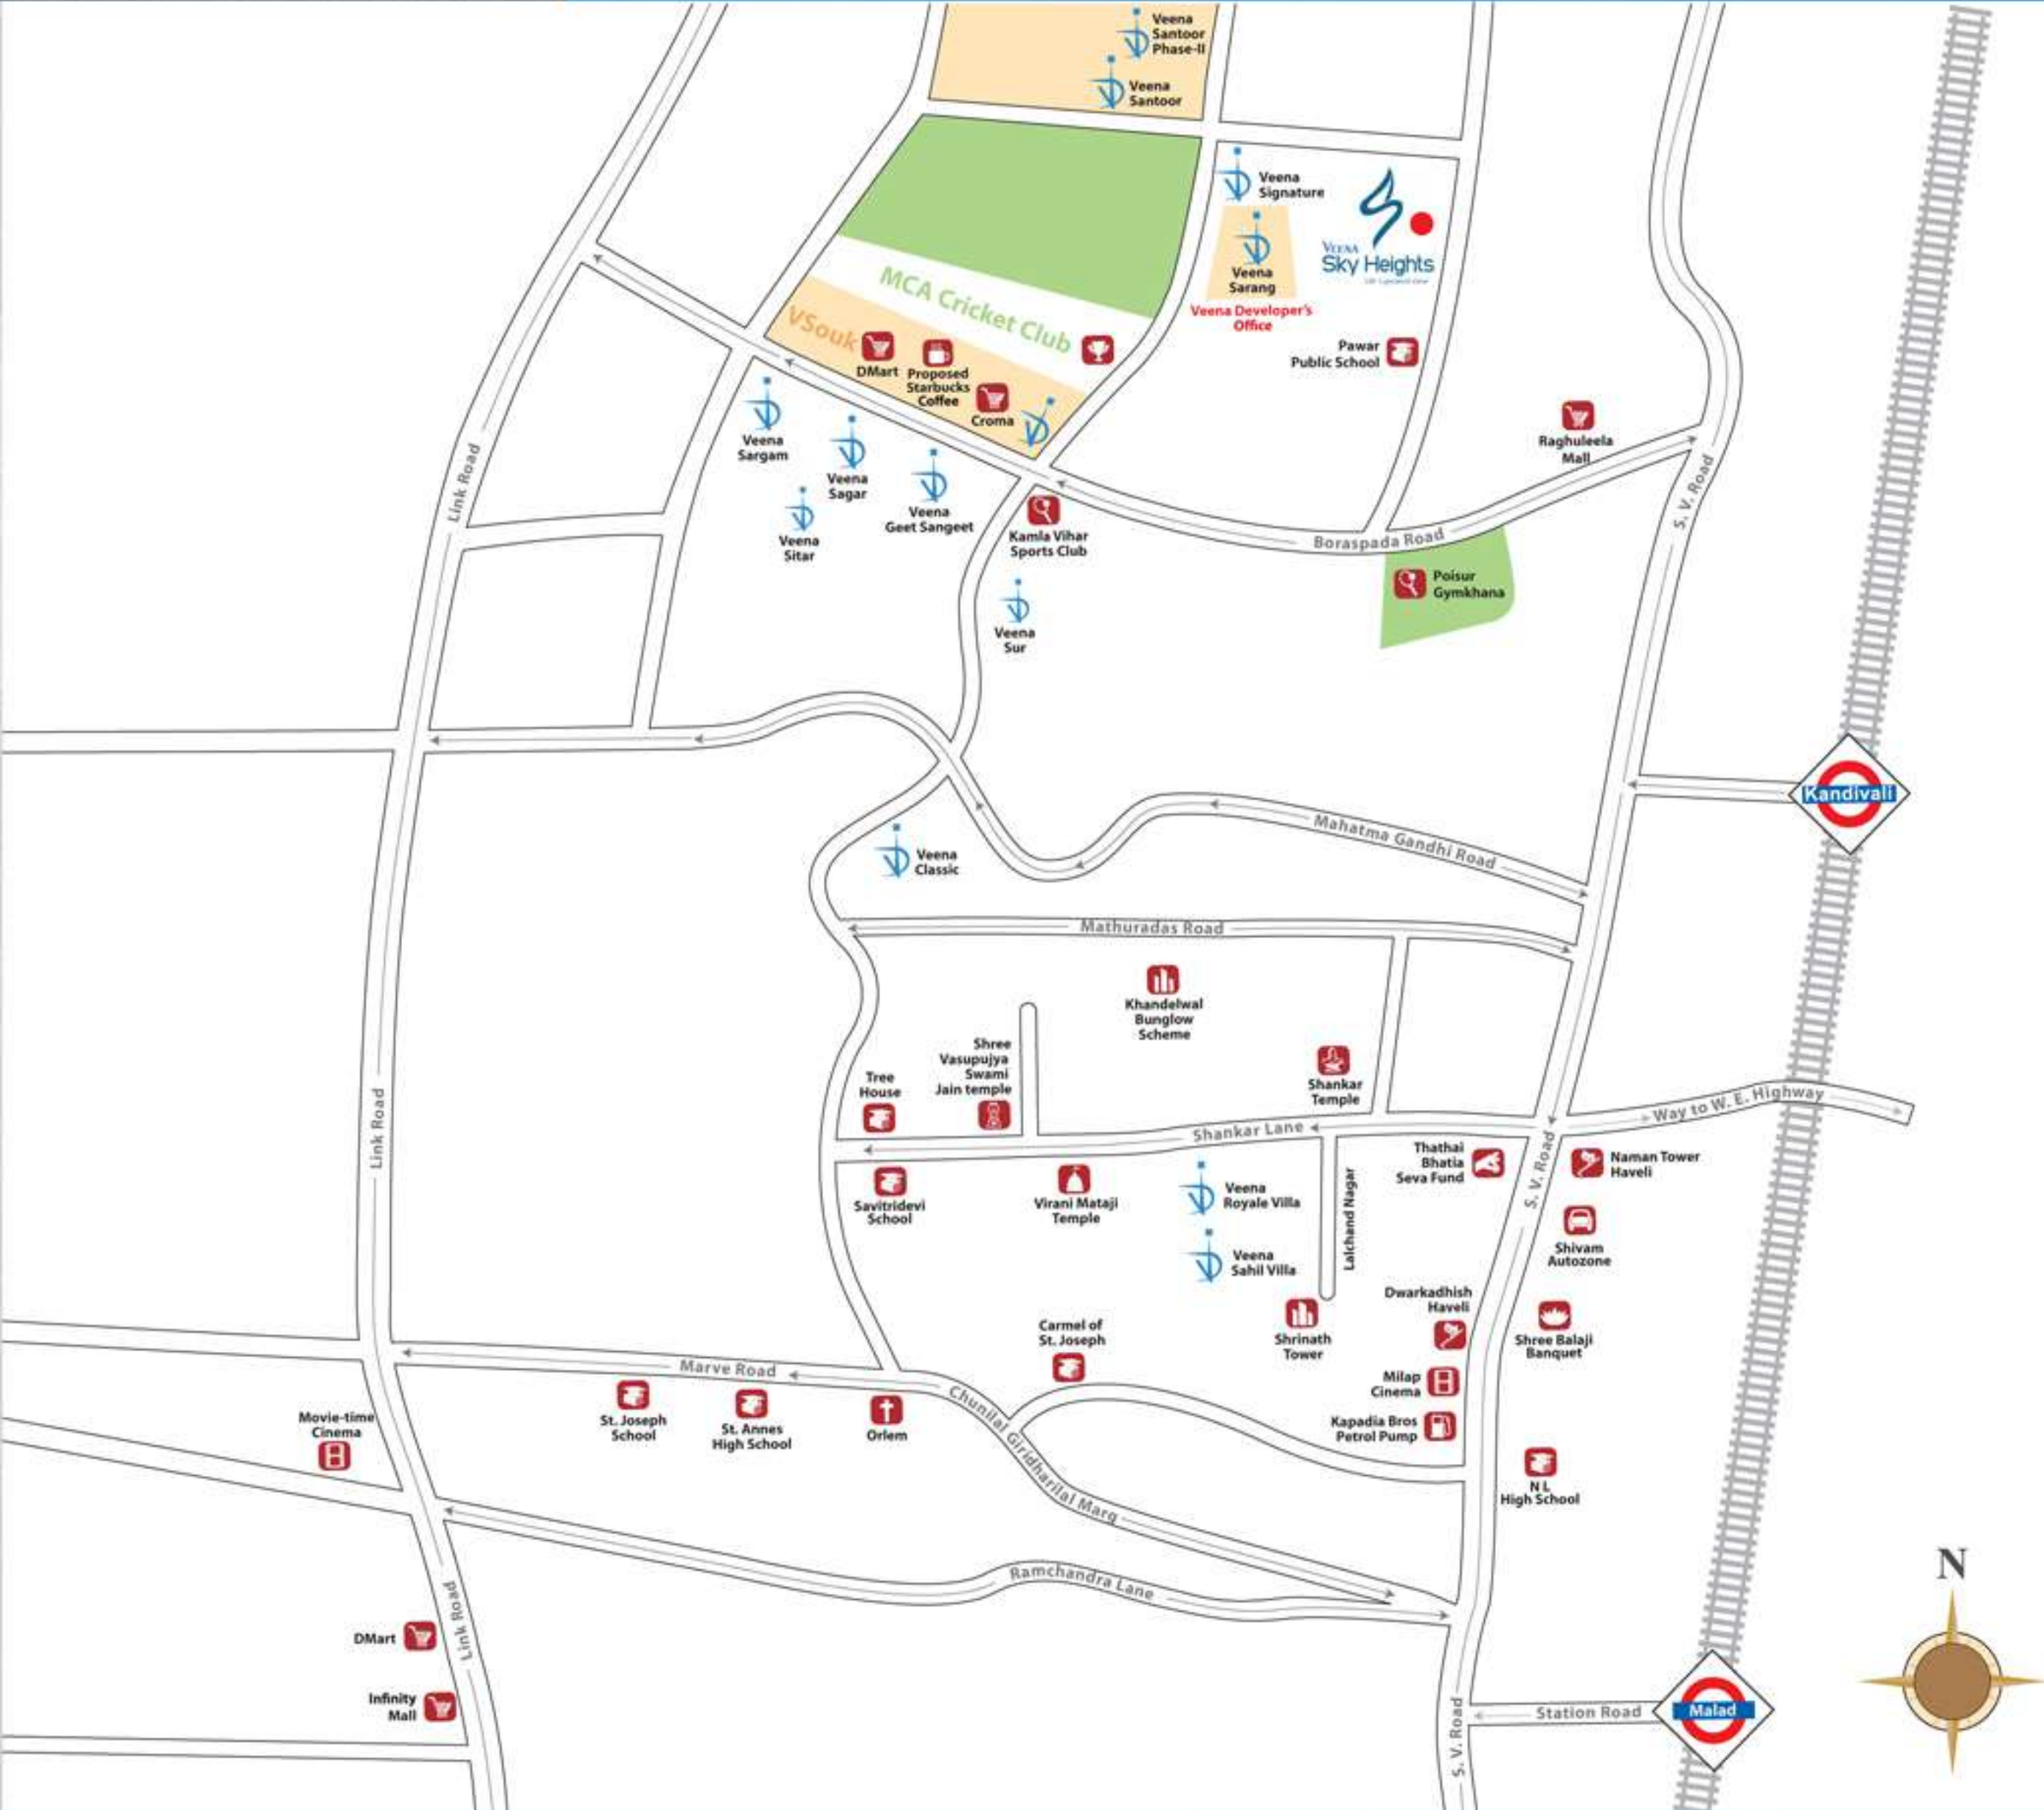 Veena
Santoor
Phase-II
Veena
Santoor
Veena
Signature
Veena
Sarang
Veena Developer's
Office
VEENA
Sky Heights
MCA Cricket Club
VSouk
DMart
Proposed
Starbucks
Coffee
Croma
Pawar
Public School
Raghuleela
Mall
Veena
Sargam
Veena
Sagar
Veena
Geet Sangeet
Veena
Sitar
Kamla Vihar
Sports Club
Veena
Sur
Link Road
Boraspada Road
S. V. Road
Poisur
Gymkhana
Kandivali
Mahatma Gandhi Road
Veena
Classic
Mathuradas Road
Khandelwal
Bunglow
Scheme
Shree
Vasupujya
Swami
Jain temple
Tree
House
Shankar
Temple
Link Road
Shankar Lane
Way to W. E. Highway
S. V. Road
Thathai
Bhatia
Seva Fund
Naman Tower
Haveli
Savitridevi
School
Virani Mataji
Temple
Veena
Royale Villa
Lalchand Nagar
Veena
Sahil Villa
Shivam
Autozone
Dwarkadhish
Haveli
Carmel of
St. Joseph
Shrinath
Tower
Shree Balaji
Banquet
Marve Road
Milap
Cinema
Chunilal Giridharilal Marg
Kapadia Bros
Petrol Pump
Movie-time
Cinema
St. Joseph
School
St. Annes
High School
Orlem
N L
High School
Ramchandra Lane
N
Link Road
DMart
Infinity
Mall
S. V. Road
Station Road
Malad